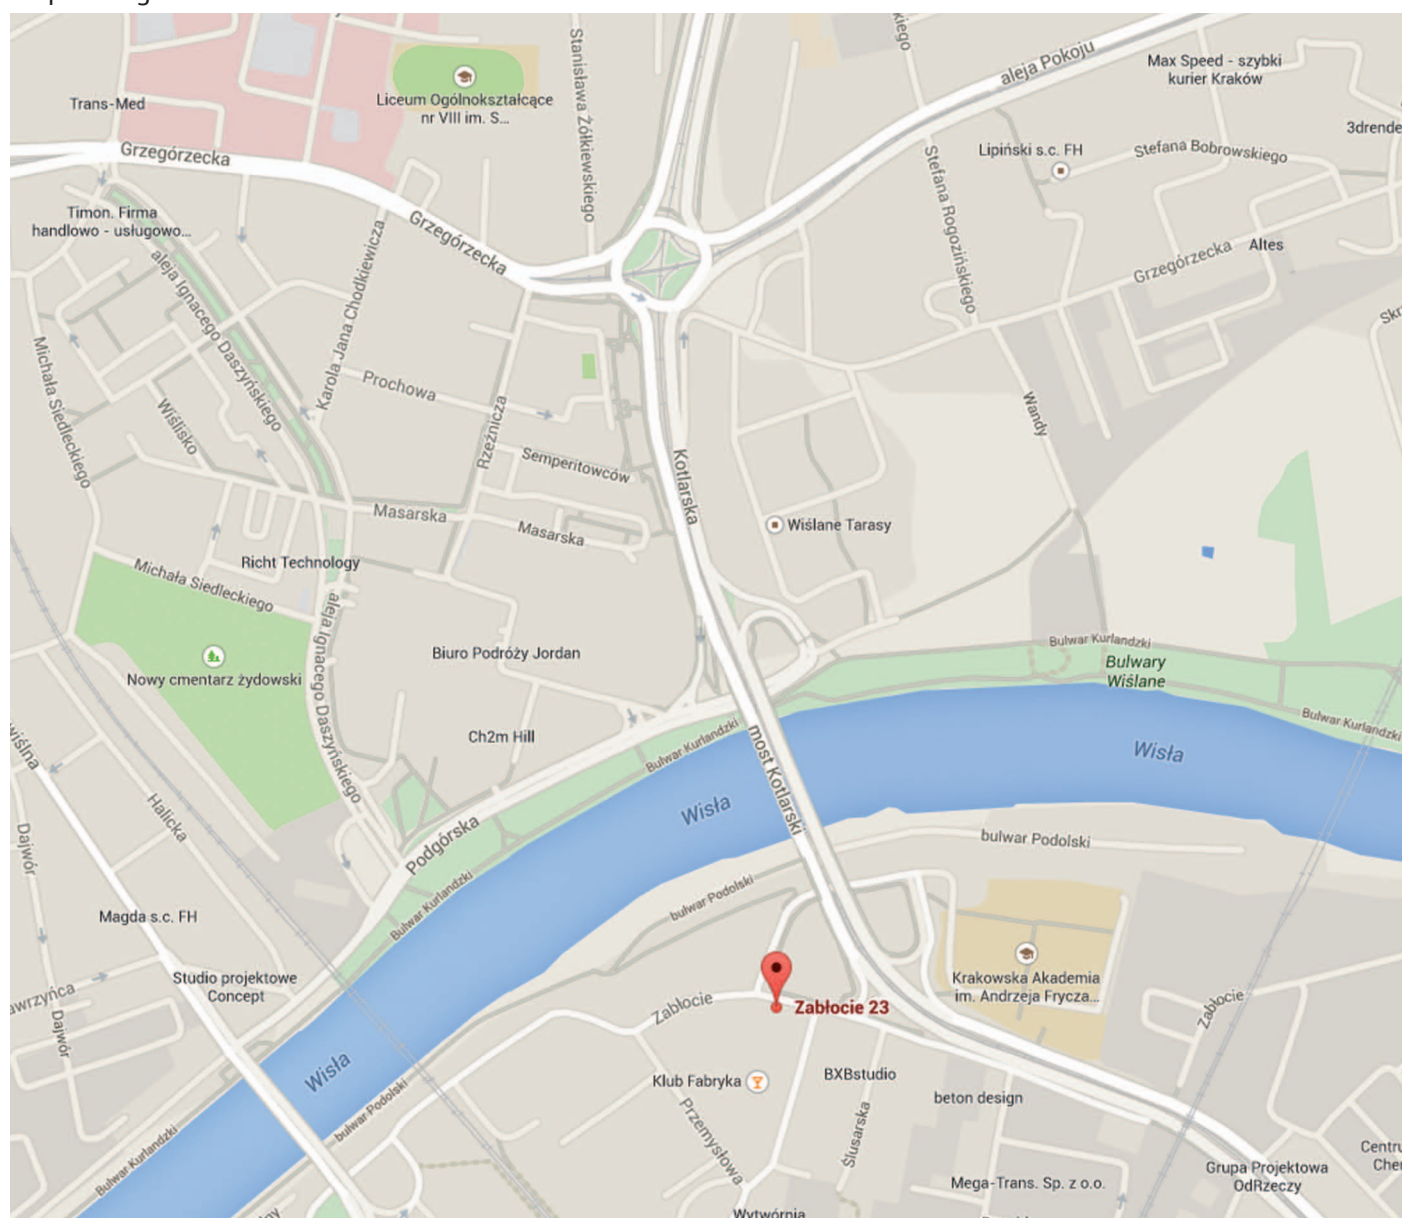 Stanisława Żółkiewskiego
aleja Pokoju
Max Speed - szybki
kurier Kraków
Trans-Med
Liceum Ogólnokształcące
nr VIII im. S...
3drende
Grzegórzecka
Lipiński s.c. FH
Stefana Bobrowskiego
Stefana Rogozińskiego
Timon. Firma
handlowo - usługowo...
Grzegórzecka
Grzegórzecka
Altes
aleja Ignacego Daszyńskiego
Karola Jana Chodkiewicza
Michała Siedleckiego
Prochowa
Wiślisko
Rzeźnicza
Wandy
Semperitowców
Kotlarska
Masarska
Masarska
Wiślane Tarasy
Richt Technology
Michała Siedleckiego
aleja Ignacego Daszyńskiego
Biuro Podróży Jordan
Nowy cmentarz żydowski
Bulwar Kurlandzki
Bulwary
Wiślane
Bulwar Kurlandzki
Ch2m Hill
Bulwar Kurlandzki
most Kotlarski
Wisła
wiślna
Wisła
Halicka
Dajwór
Podgórska
bulwar Podolski
bulwar Podolski
Bulwar Kurlandzki
Magda s.c. FH
Studio projektowe
Concept
Krakowska Akademia
im. Andrzeja Frycza...
awrzyńca
Zabłocie
Zabłocie 23
Zabłocie
Dajwór
Wisła
Klub Fabryka
BXBstudio
beton design
bulwar Podolski
Przemysłowa
Ślusarska
Bulwar Kurlandzki
Mega-Trans. Sp. z o.o.
Grupa Projektowa
OdRzeczy
Centru
Cher
Wytwórnia